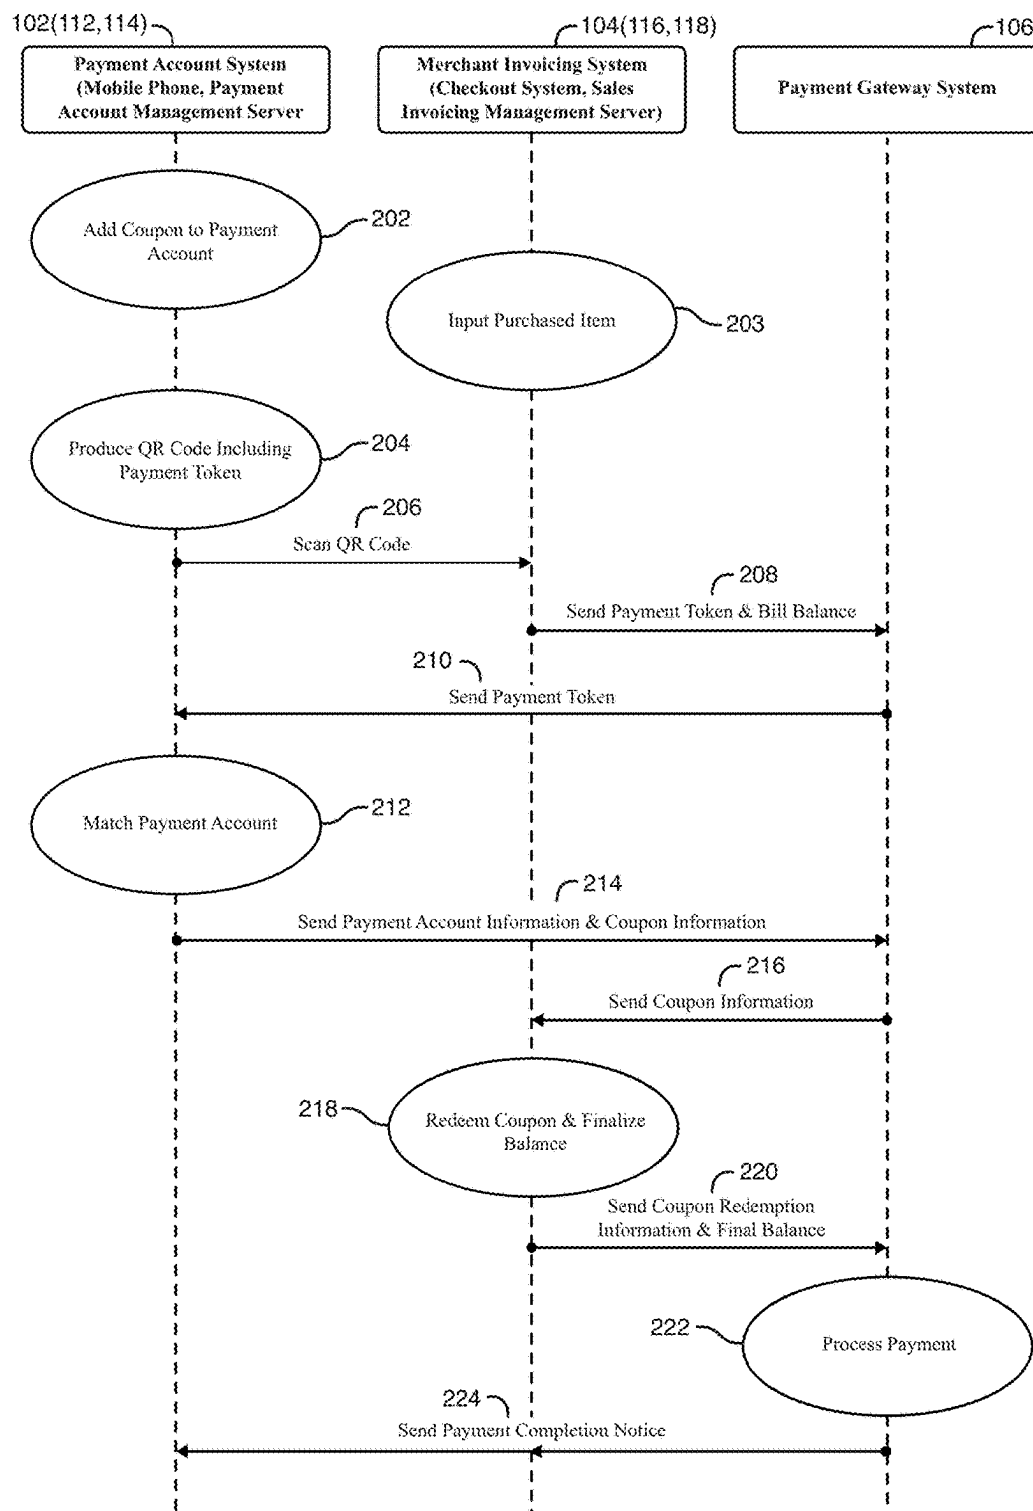 102(112,114)
104(116,118)
106
Payment Account System
(Mobile Phone, Payment
Account Management Server
Merchant Invoicing System
(Checkout System, Sales
Invoicing Management Server)
Payment Gateway System
Add Coupon to Payment
Account
202
Input Purchased Item
203
Produce QR Code Including
Payment Token
204
206
Scan QR Code
208
Send Payment Token & Bill Balance
210
Send Payment Token
Match Payment Account
212
214
Send Payment Account Information & Coupon Information
216
Send Coupon Information
218
Redeem Coupon & Finalize
Balance
220
Send Coupon Redemption
Information & Final Balance
222
Process Payment
224
Send Payment Completion Notice